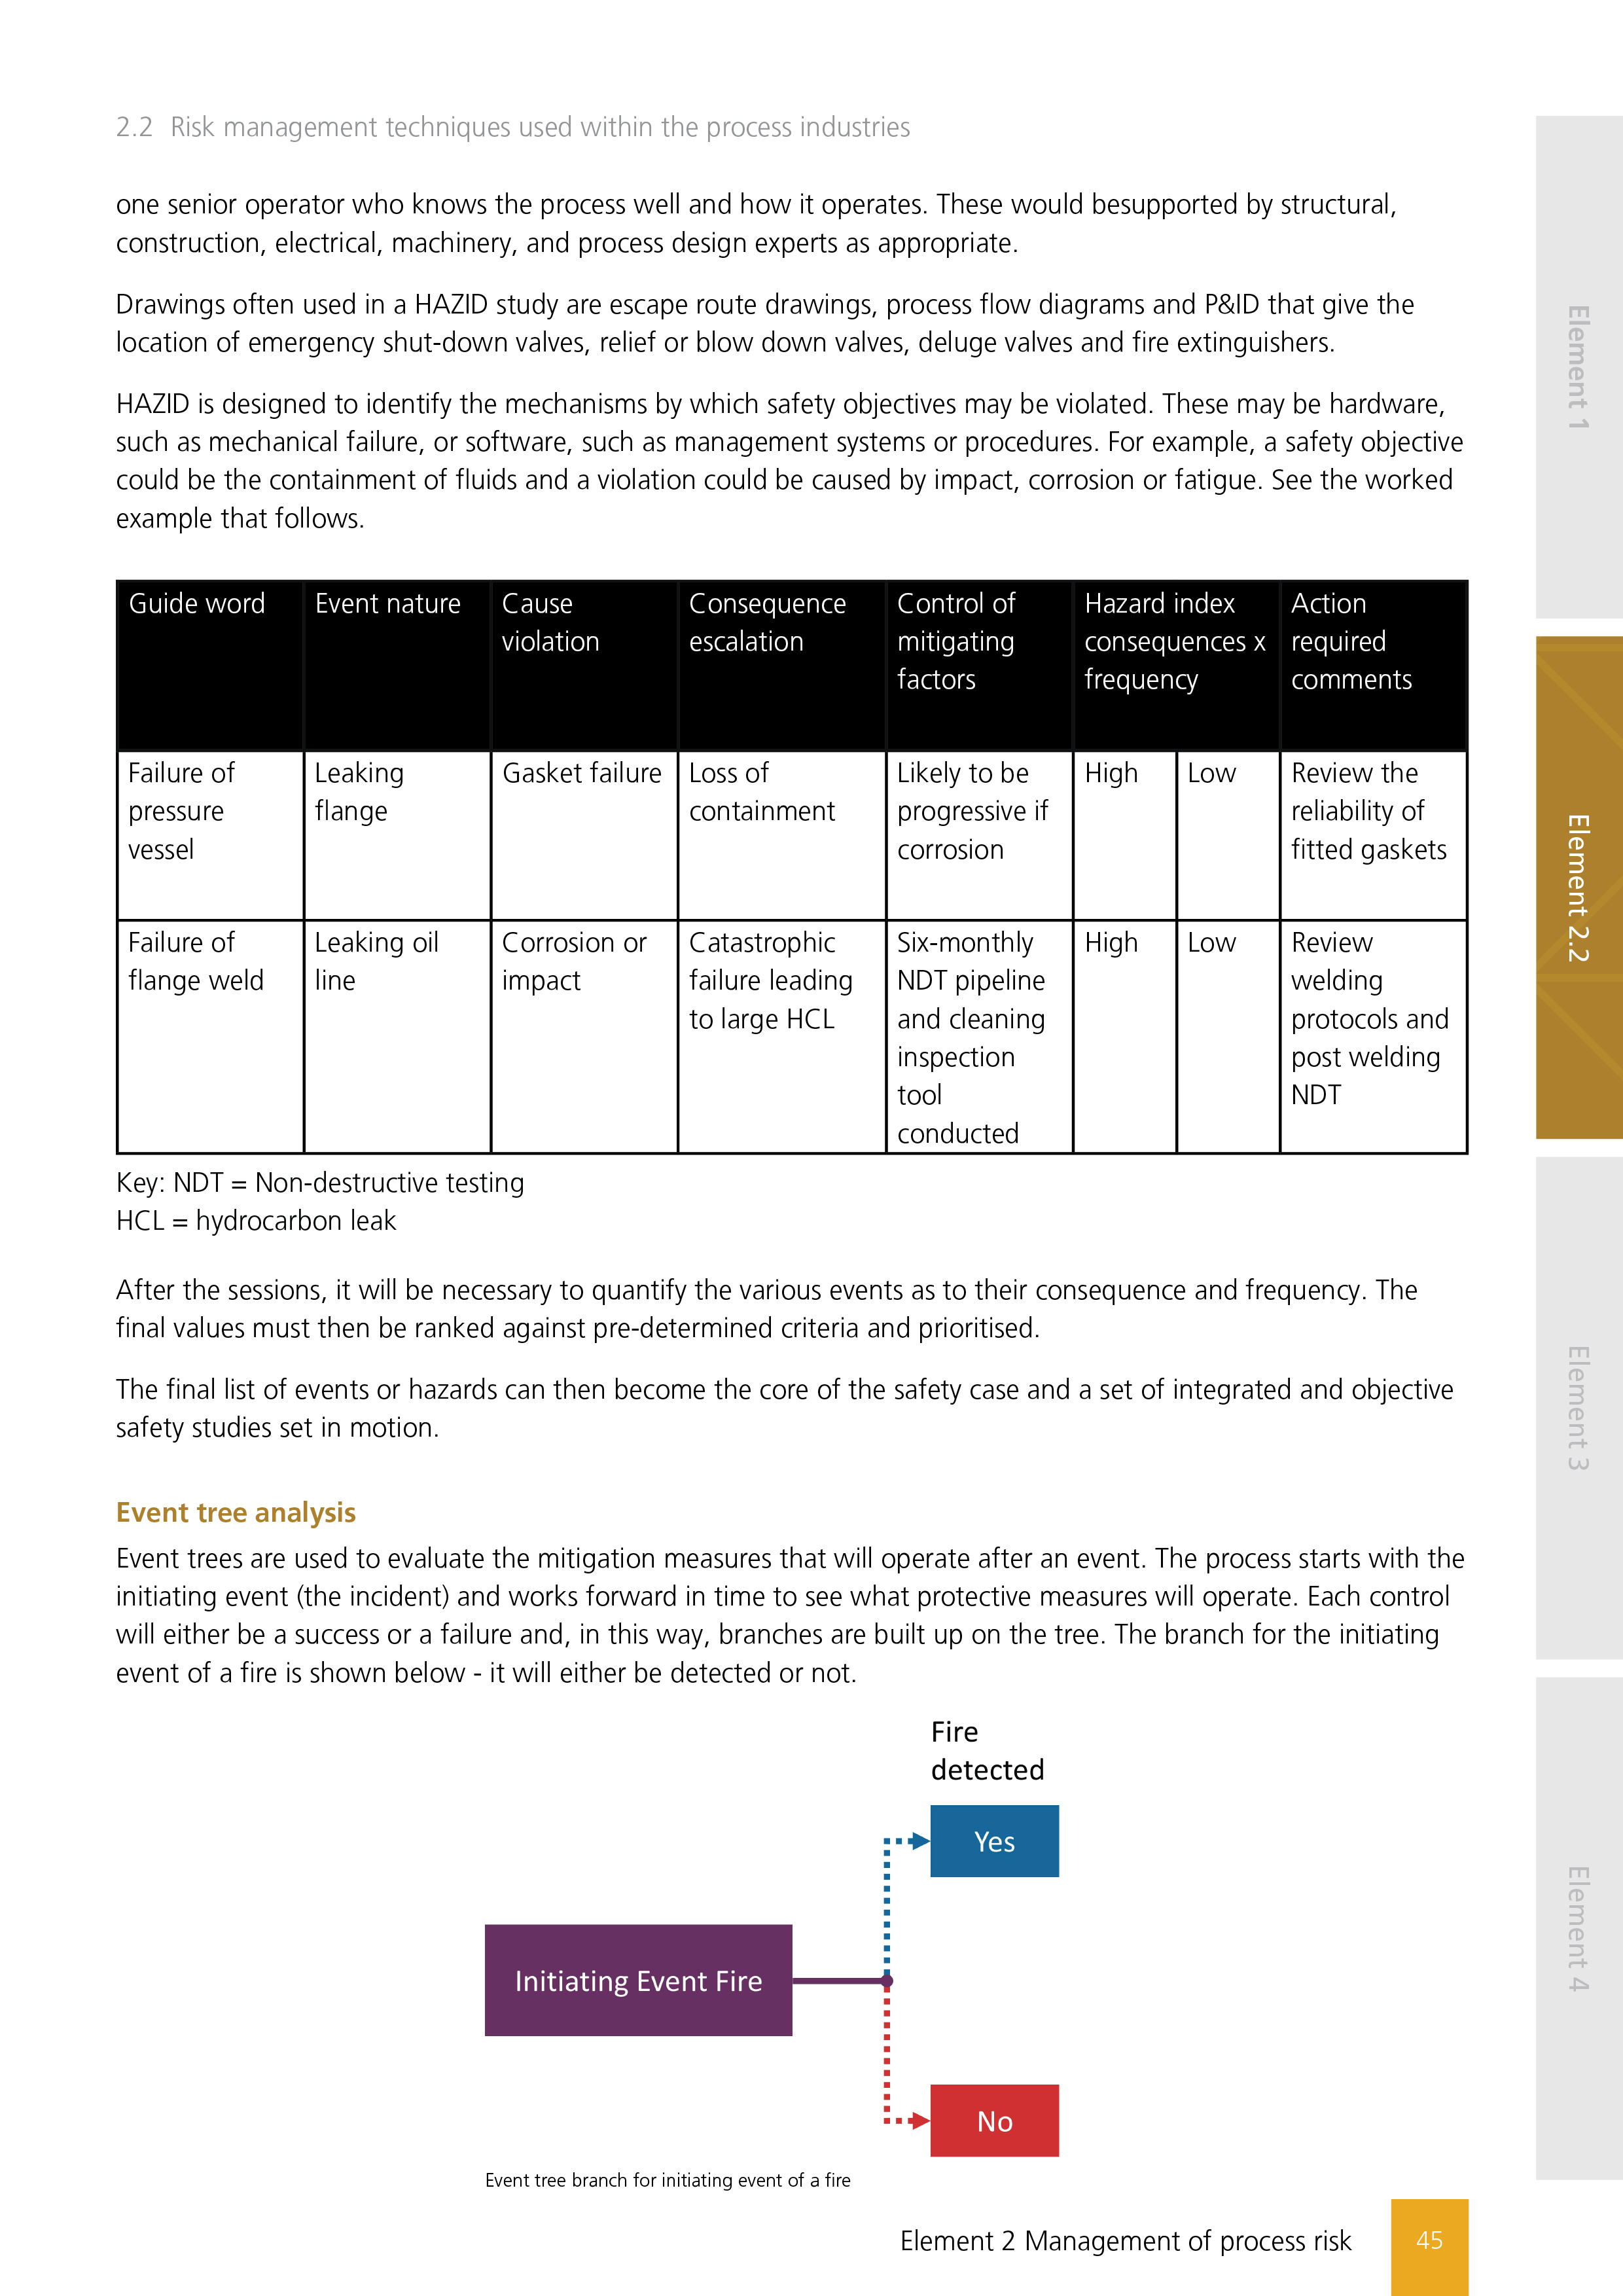 2.2 Risk management techniques used within the process industries
one senior operator who knows the process well and how it operates. These would besupported by structural,
construction, electrical, machinery, and process design experts as appropriate.
Drawings often used in a HAZID study are escape route drawings, process flow diagrams and P&ID that give the
location of emergency shut-down valves, relief or blow down valves, deluge valves and fire extinguishers.
HAZID is designed to identify the mechanisms by which safety objectives may be violated. These may be hardware,
such as mechanical failure, or software, such as management systems or procedures. For example, a safety objective
could be the containment of fluids and a violation could be caused by impact, corrosion or fatigue. See the worked
example that follows.
Guide word
Event nature
Cause
violation
Consequence
escalation
Control of
mitigating
factors
Hazard index
consequences x
frequency
Action
required
comments
Failure of
pressure
vessel
Leaking
flange
Gasket failure
Loss of
containment
Likely to be
progressive if
corrosion
High
Low
Review the
reliability of
fitted gaskets
Failure of
flange weld
Leaking oil
line
Corrosion or
impact
Catastrophic
failure leading
to large HCL
Six-monthly
NDT pipeline
and cleaning
inspection
tool
conducted
High
Low
Review
welding
protocols and
post welding
NDT
Key: NDT = Non-destructive testing
HCL = hydrocarbon leak
After the sessions, it will be necessary to quantify the various events as to their consequence and frequency. The
final values must then be ranked against pre-determined criteria and prioritised.
The final list of events or hazards can then become the core of the safety case and a set of integrated and objective
safety studies set in motion.
Event tree analysis
Event trees are used to evaluate the mitigation measures that will operate after an event. The process starts with the
initiating event (the incident) and works forward in time to see what protective measures will operate. Each control
will either be a success or a failure and, in this way, branches are built up on the tree. The branch for the initiating
event of a fire is shown below - it will either be detected or not.
Fire
detected
Yes
Initiating Event Fire
No
Event tree branch for initiating event of a fire
Element 2 Management of process risk
45
Element 1
Element 2.2
Element 3
Element 4